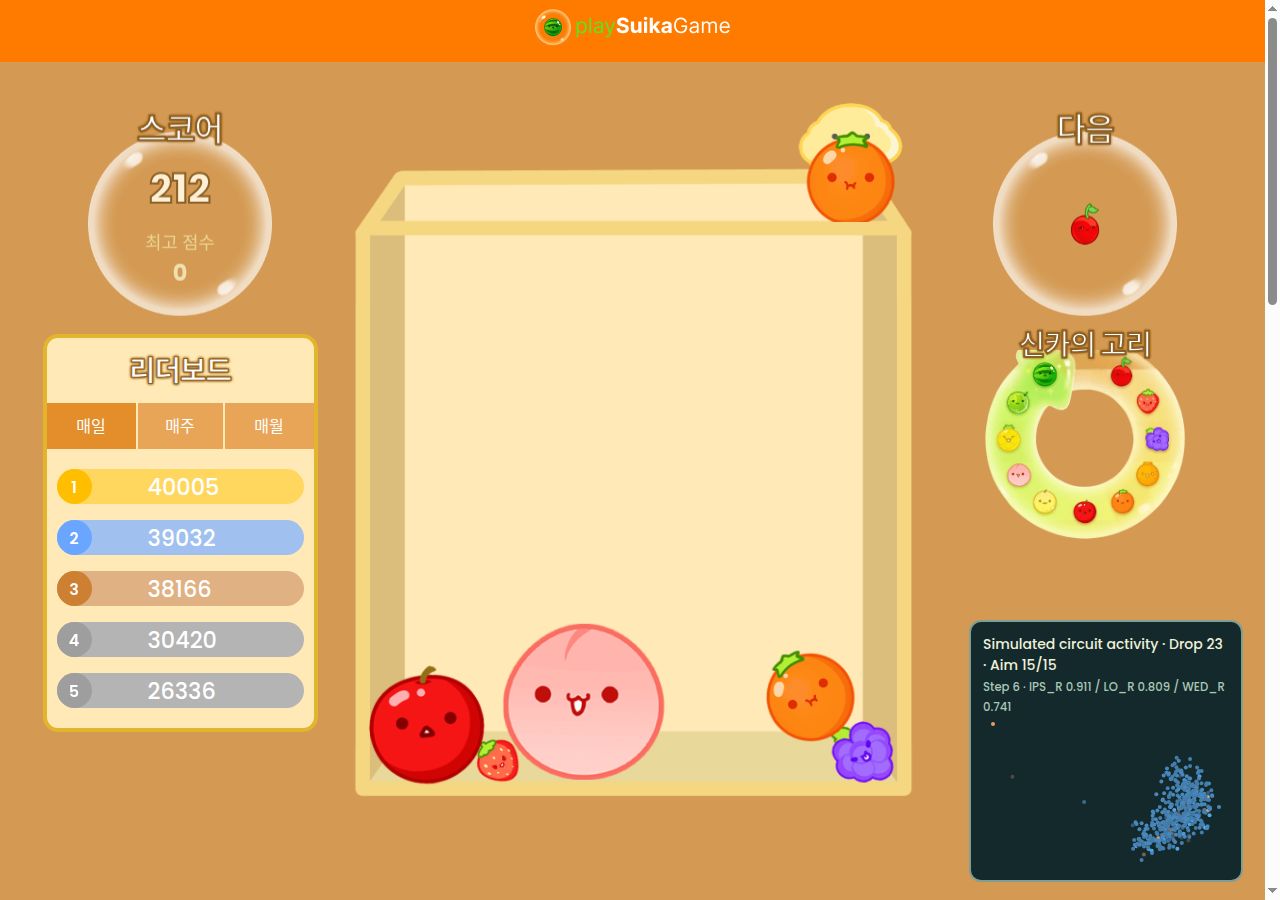 playSuikaGame
스코어
212
최고 점수
0
다음
신카의 고리
리더보드
매일 매주 매월
1 40005
2 39032
3 38166
4 30420
5 26336
Simulated circuit activity · Drop 23
· Aim 15/15
Step 6 · IPS_R 0.911 / LO_R 0.809 / WED_R
0.741